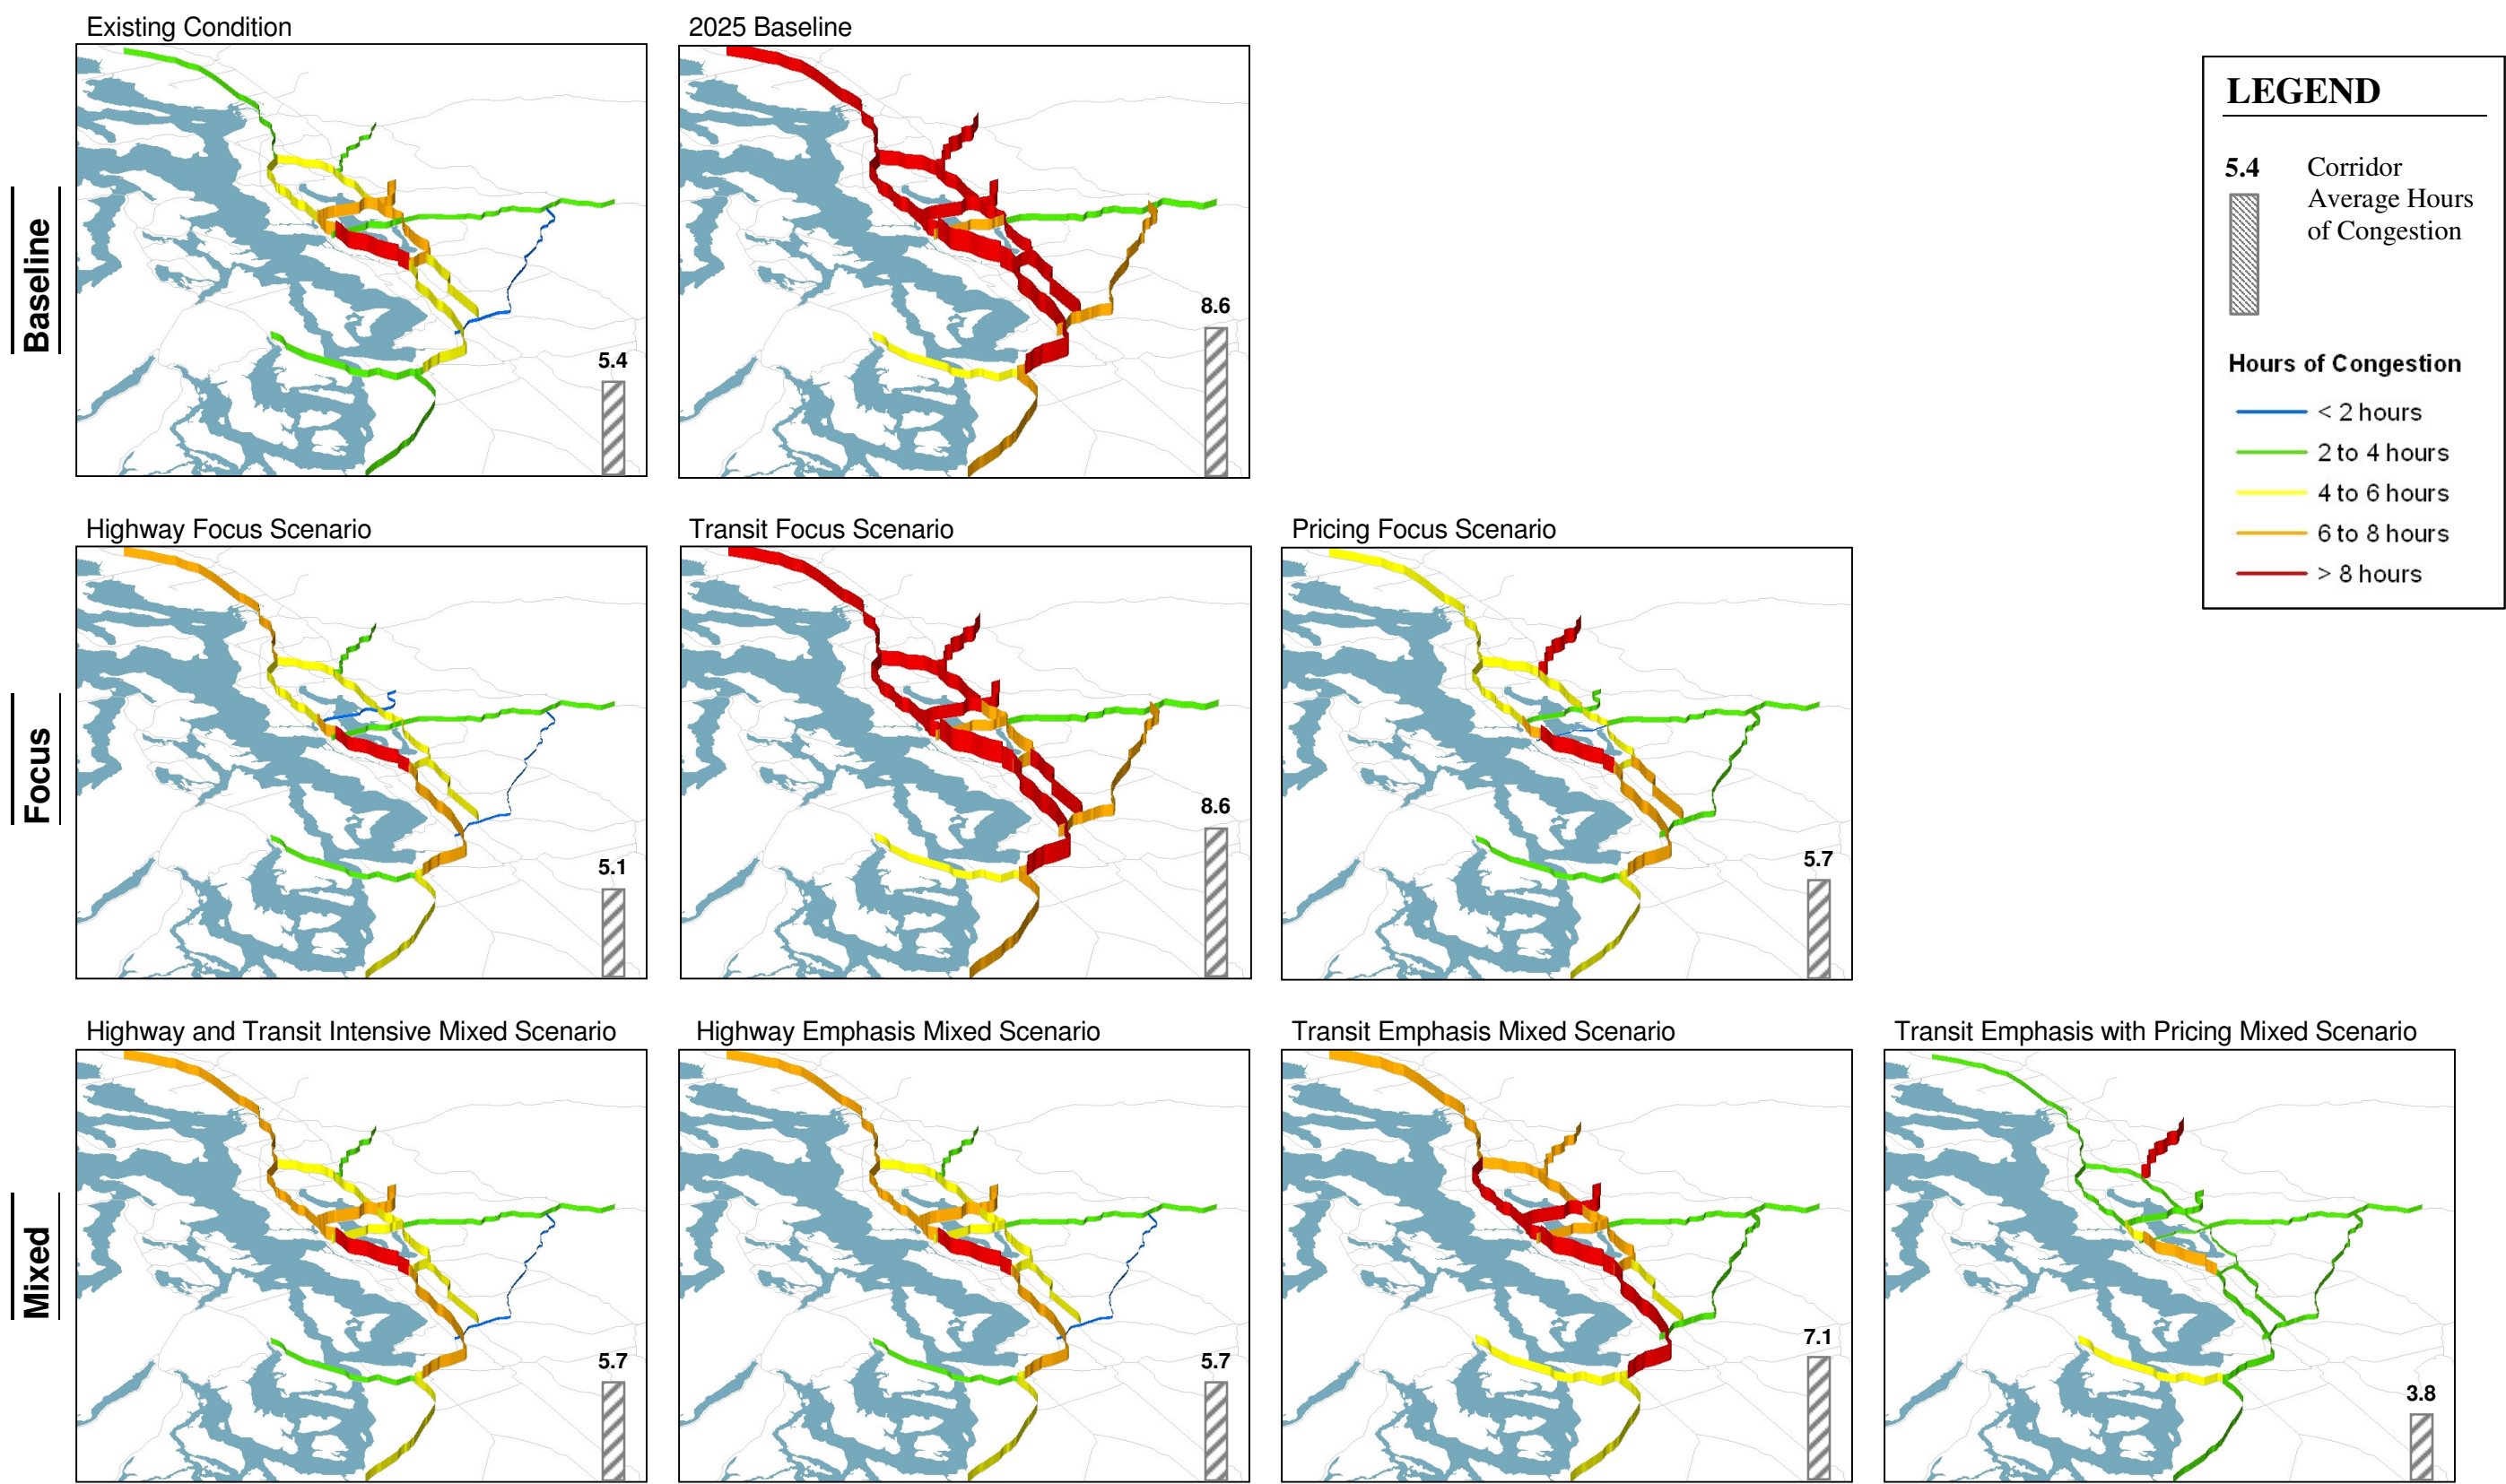 Existing Condition
2025 Baseline
LEGEND
5.4
Corridor
Average Hours
of Congestion
Hours of Congestion
< 2 hours
2 to 4 hours
4 to 6 hours
6 to 8 hours
> 8 hours
Baseline
5.4
8.6
Highway Focus Scenario
Transit Focus Scenario
Pricing Focus Scenario
Focus
5.1
8.6
5.7
Highway and Transit Intensive Mixed Scenario
Highway Emphasis Mixed Scenario
Transit Emphasis Mixed Scenario
Transit Emphasis with Pricing Mixed Scenario
Mixed
5.7
5.7
7.1
3.8